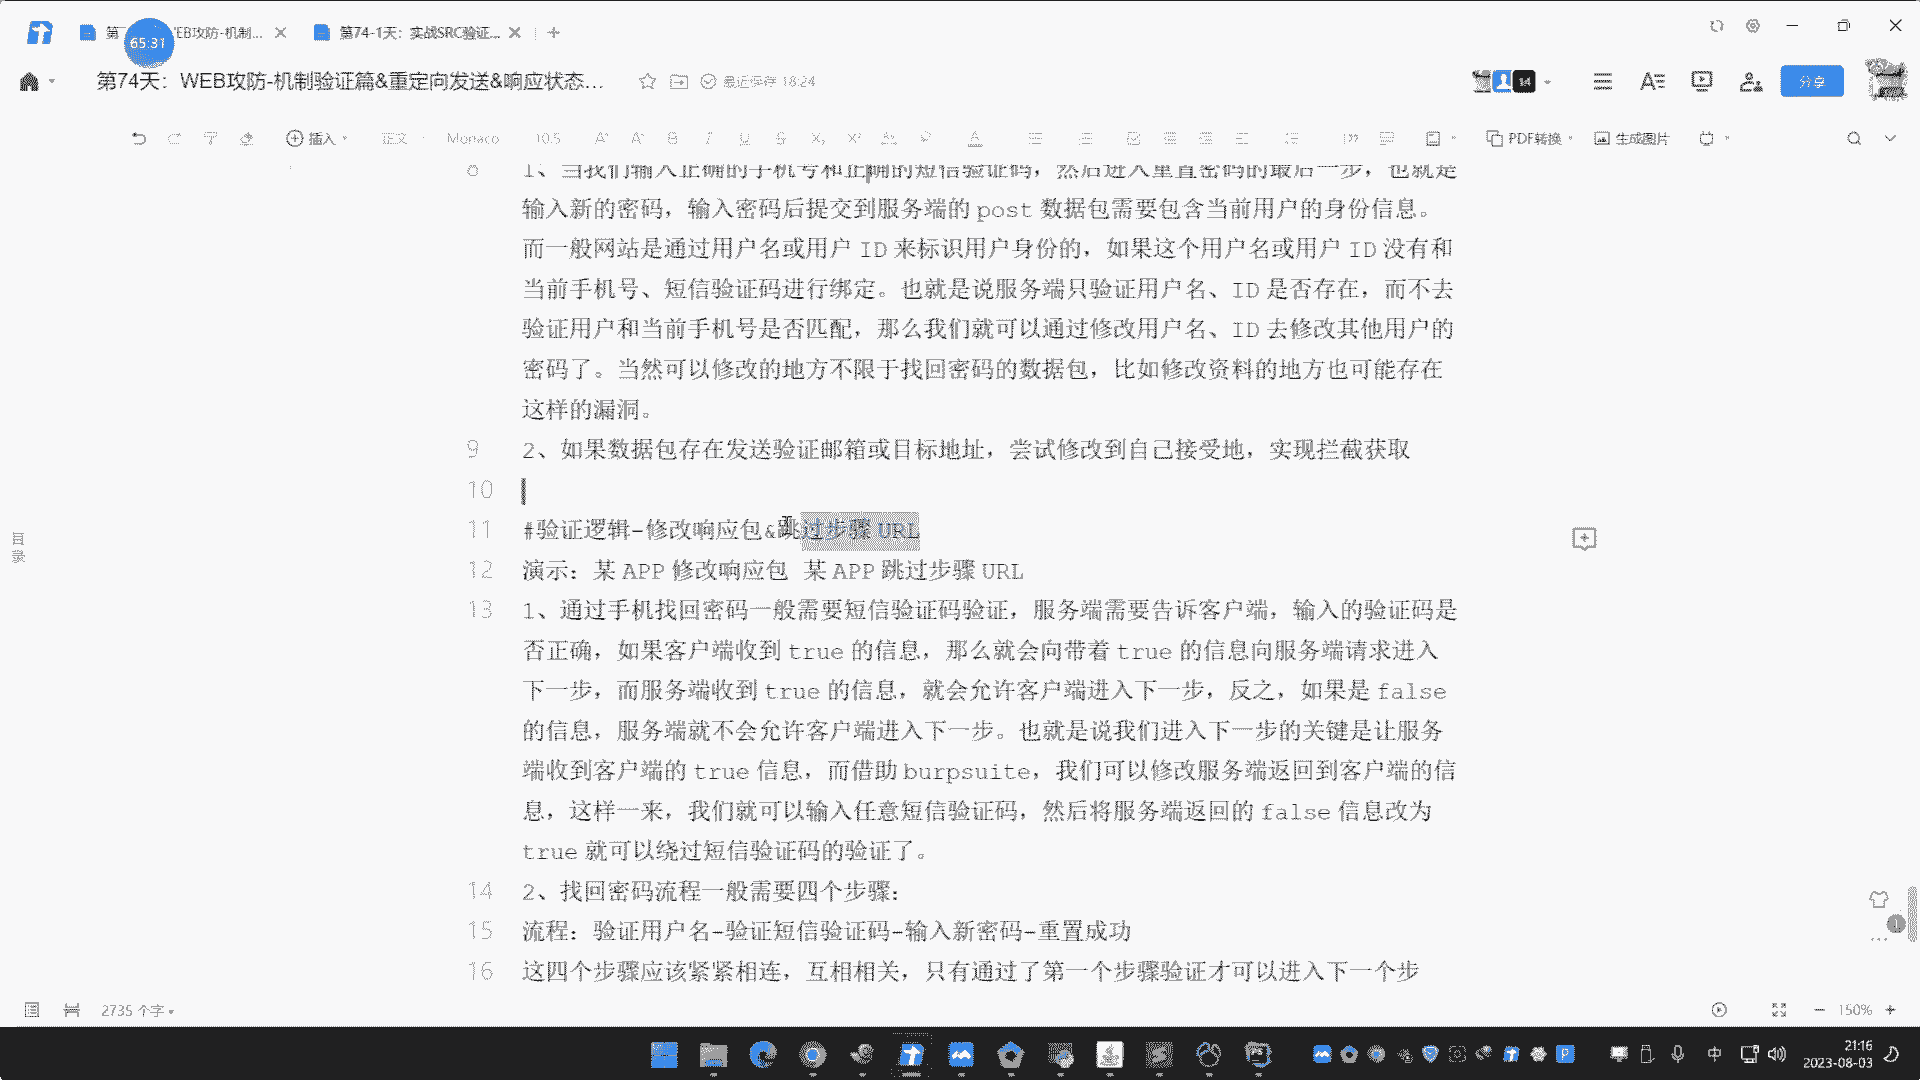 65:31
第74-1天：实战SRC验证...
第74天：WEB攻防-机制验证篇&重定向发送&响应状态...
最近保存 18:24
14
分享
插入
正文
Monaco
10.5
PDF转换
生成图片
目录
8 1、当我们输入正确的手机号和正确的短信验证码，然后进入重置密码的最后一步，也就是
输入新的密码，输入密码后提交到服务端的 post 数据包需要包含当前用户的身份信息。
而一般网站是通过用户名或用户 ID 来标识用户身份的，如果这个用户名或用户 ID 没有和
当前手机号、短信验证码进行绑定。也就是说服务端只验证用户名、ID 是否存在，而不去
验证用户和当前手机号是否匹配，那么我们就可以通过修改用户名、ID 去修改其他用户的
密码了。当然可以修改的地方不限于找回密码的数据包，比如修改资料的地方也可能存在
这样的漏洞。
9 2、如果数据包存在发送验证邮箱或目标地址，尝试修改到自己接受地，实现拦截获取
10
11 #验证逻辑-修改响应包&跳过步骤 URL
12 演示：某 APP 修改响应包 某 APP 跳过步骤 URL
13 1、通过手机找回密码一般需要短信验证码验证，服务端需要告诉客户端，输入的验证码是
否正确，如果客户端收到 true 的信息，那么就会向带着 true 的信息向服务端请求进入
下一步，而服务端收到 true 的信息，就会允许客户端进入下一步，反之，如果是 false
的信息，服务端就不会允许客户端进入下一步。也就是说我们进入下一步的关键是让服务
端收到客户端的 true 信息，而借助 burpsuite，我们可以修改服务端返回到客户端的信
息，这样一来，我们就可以输入任意短信验证码，然后将服务端返回的 false 信息改为
true 就可以绕过短信验证码的验证了。
14 2、找回密码流程一般需要四个步骤：
15 流程：验证用户名-验证短信验证码-输入新密码-重置成功
16 这四个步骤应该紧紧相连，互相相关，只有通过了第一个步骤验证才可以进入下一个步
2735 个字
150%
中
21:16
2023-08-03